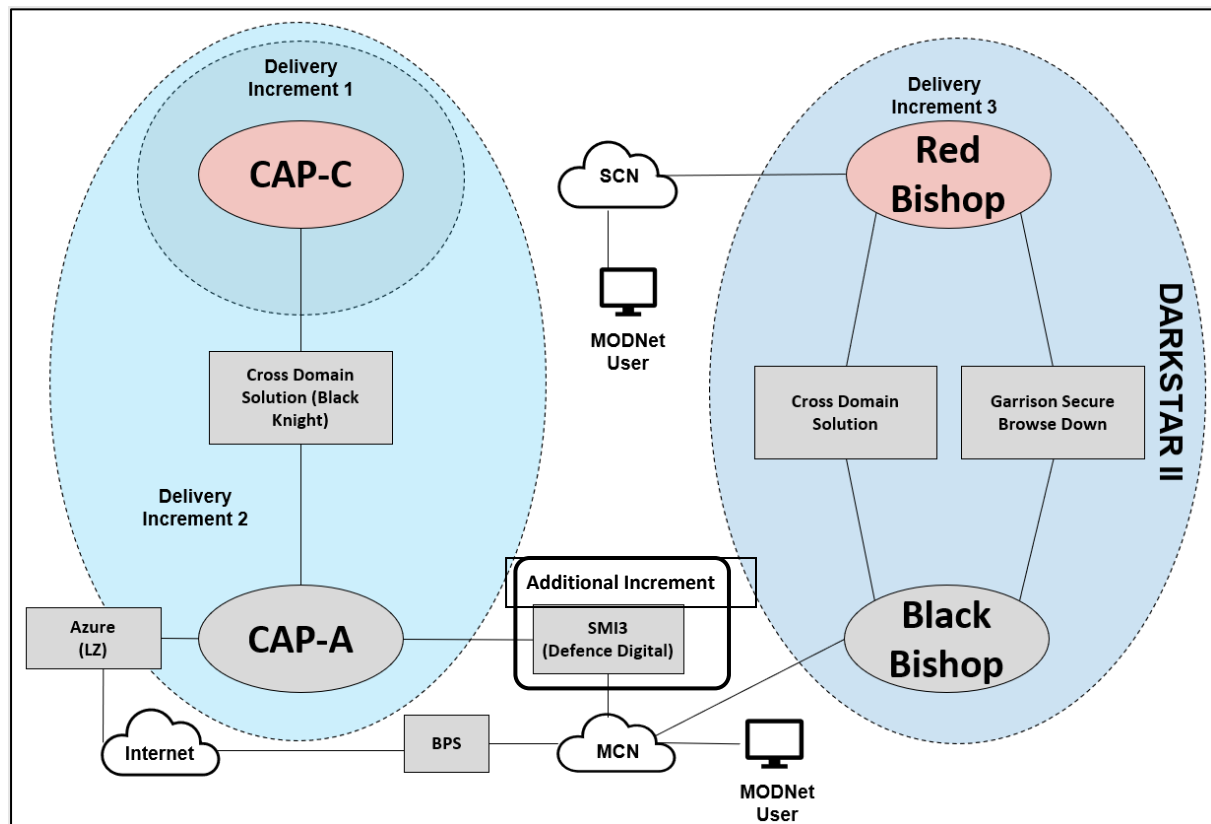 Delivery
Increment 1
CAP-C
Cross Domain
Solution (Black
Knight)
Delivery
Increment 2
CAP-A
Azure
(LZ)
Internet
BPS
Additional Increment
SMI3
(Defence Digital)
MCN
MODNet
User
SCN
MODNet
User
Delivery
Increment 3
Red
Bishop
Cross Domain
Solution
Garrison Secure
Browse Down
DARKSTAR II
Black
Bishop